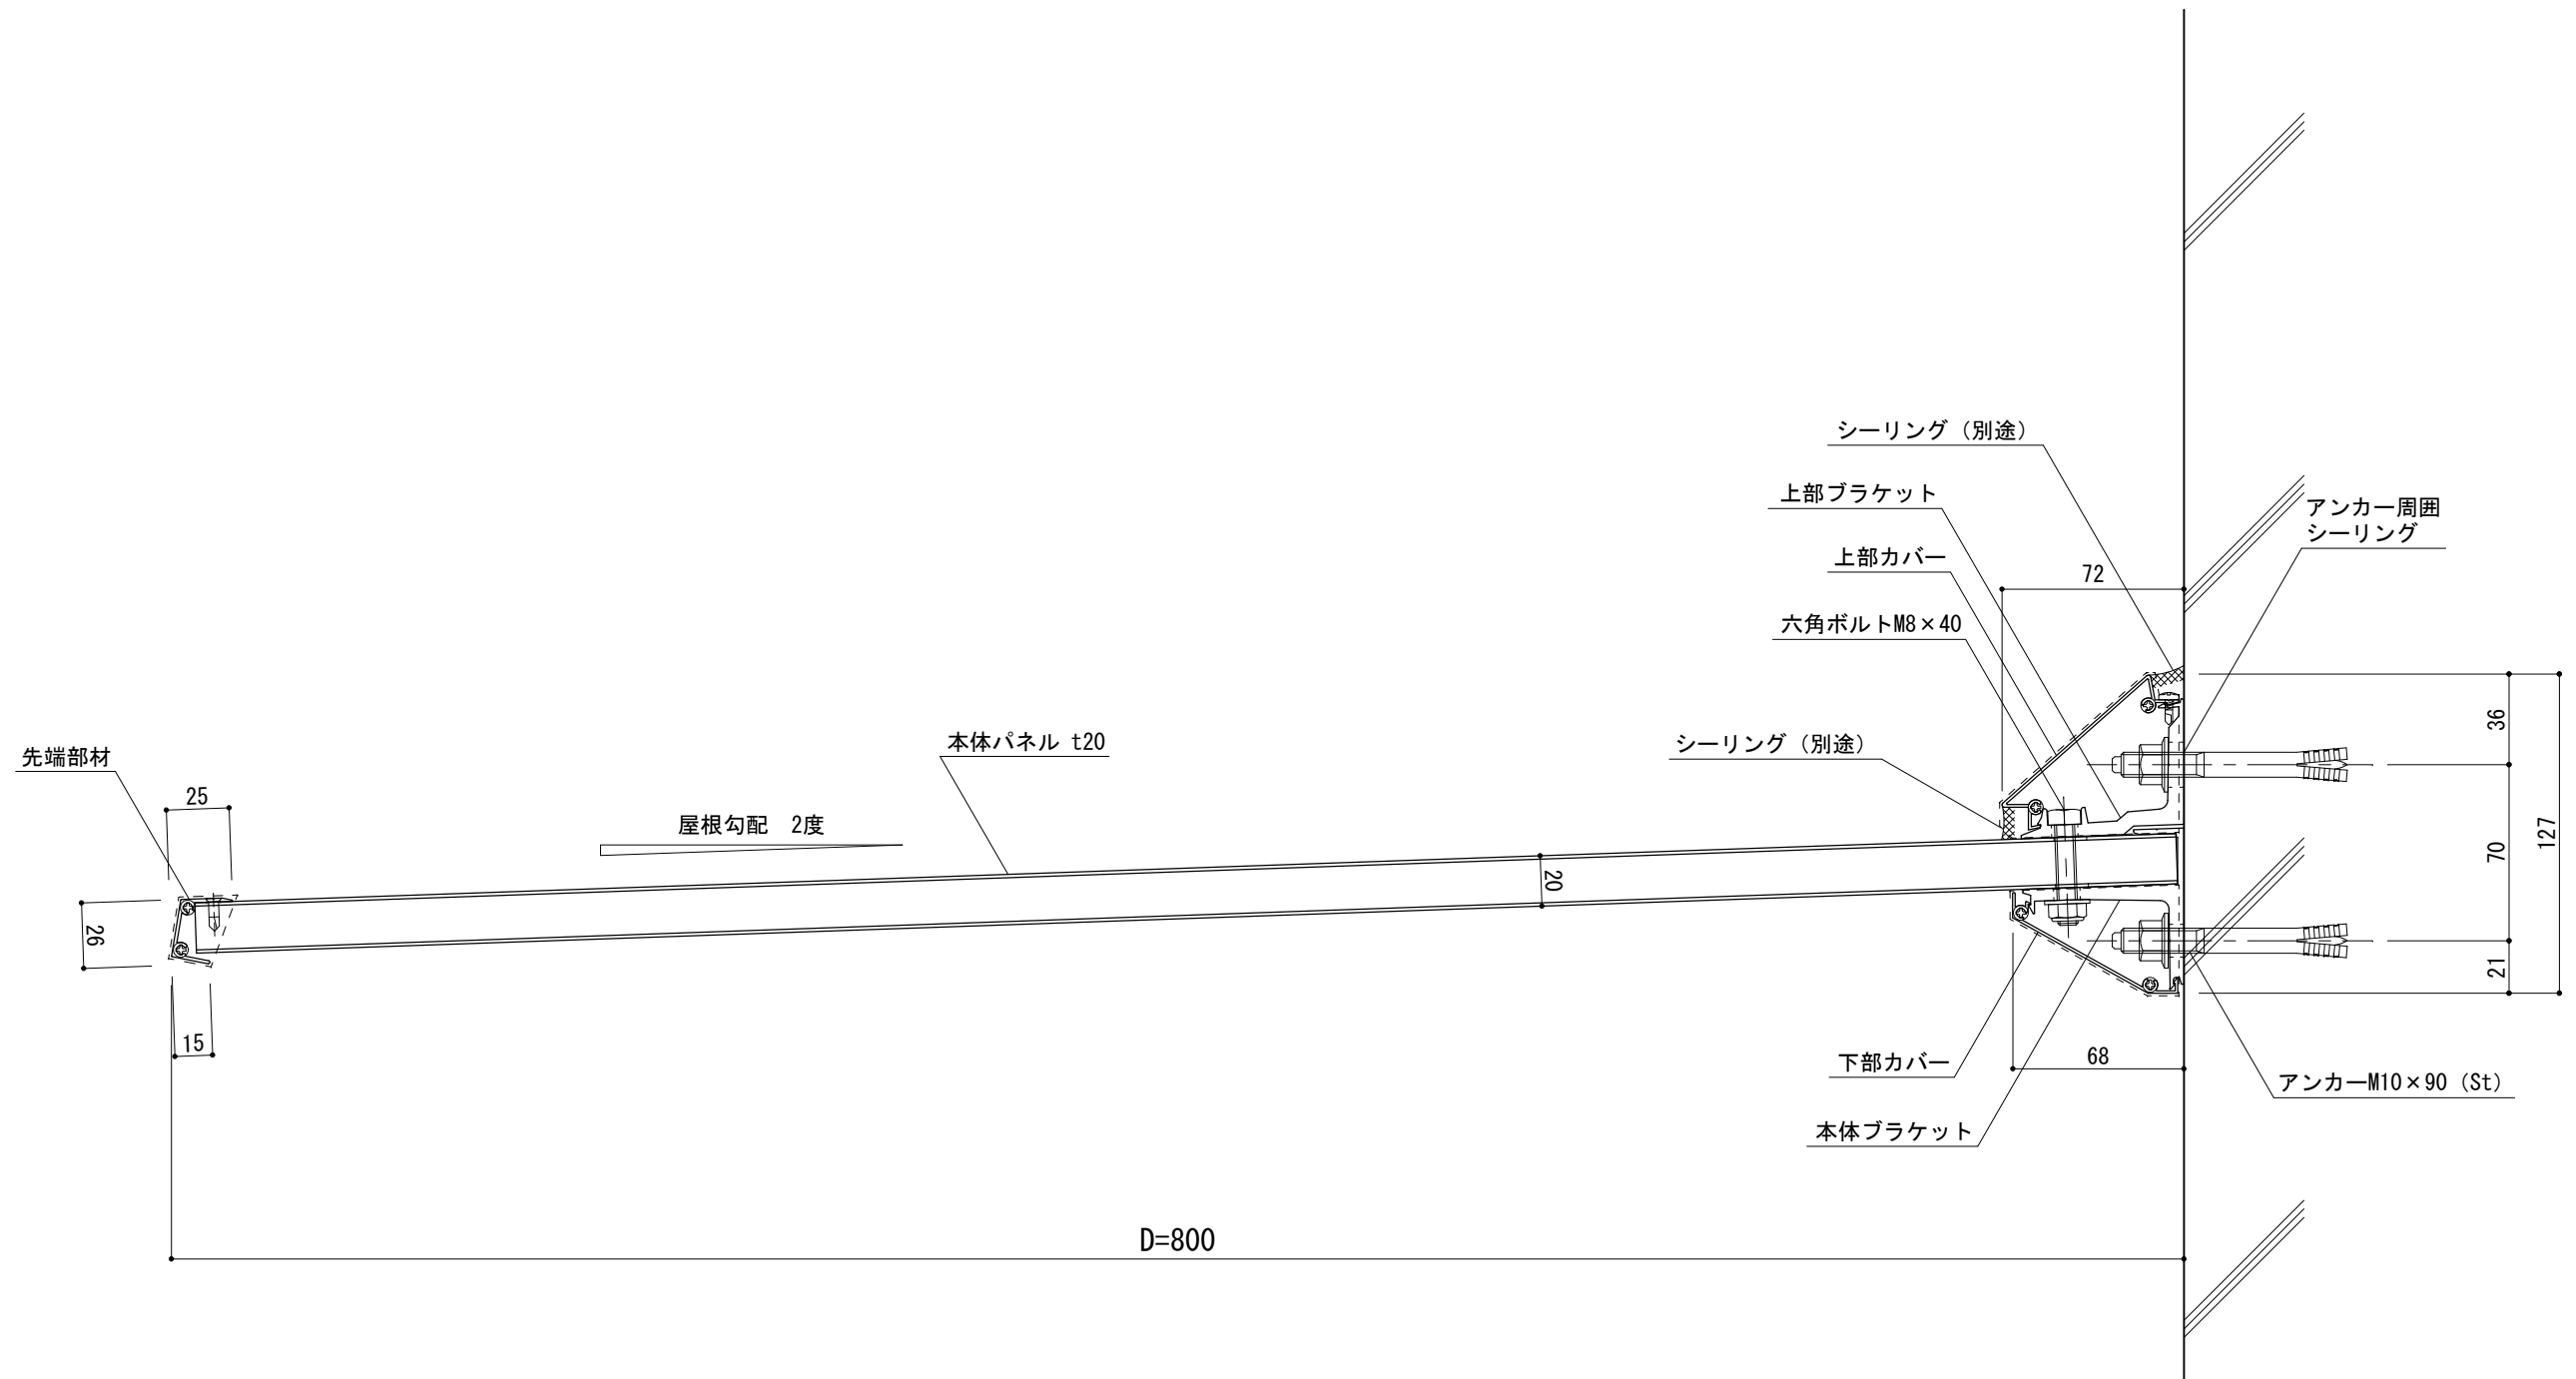 シーリング（別途）
上部ブラケット
アンカー周囲
シーリング
上部カバー
72
六角ボルトM8×40
36
先端部材
本体パネル t20
シーリング（別途）
25
屋根勾配　2度
127
70
20
26
21
15
68
下部カバー
アンカーM10×90（St）
本体ブラケット
D=800